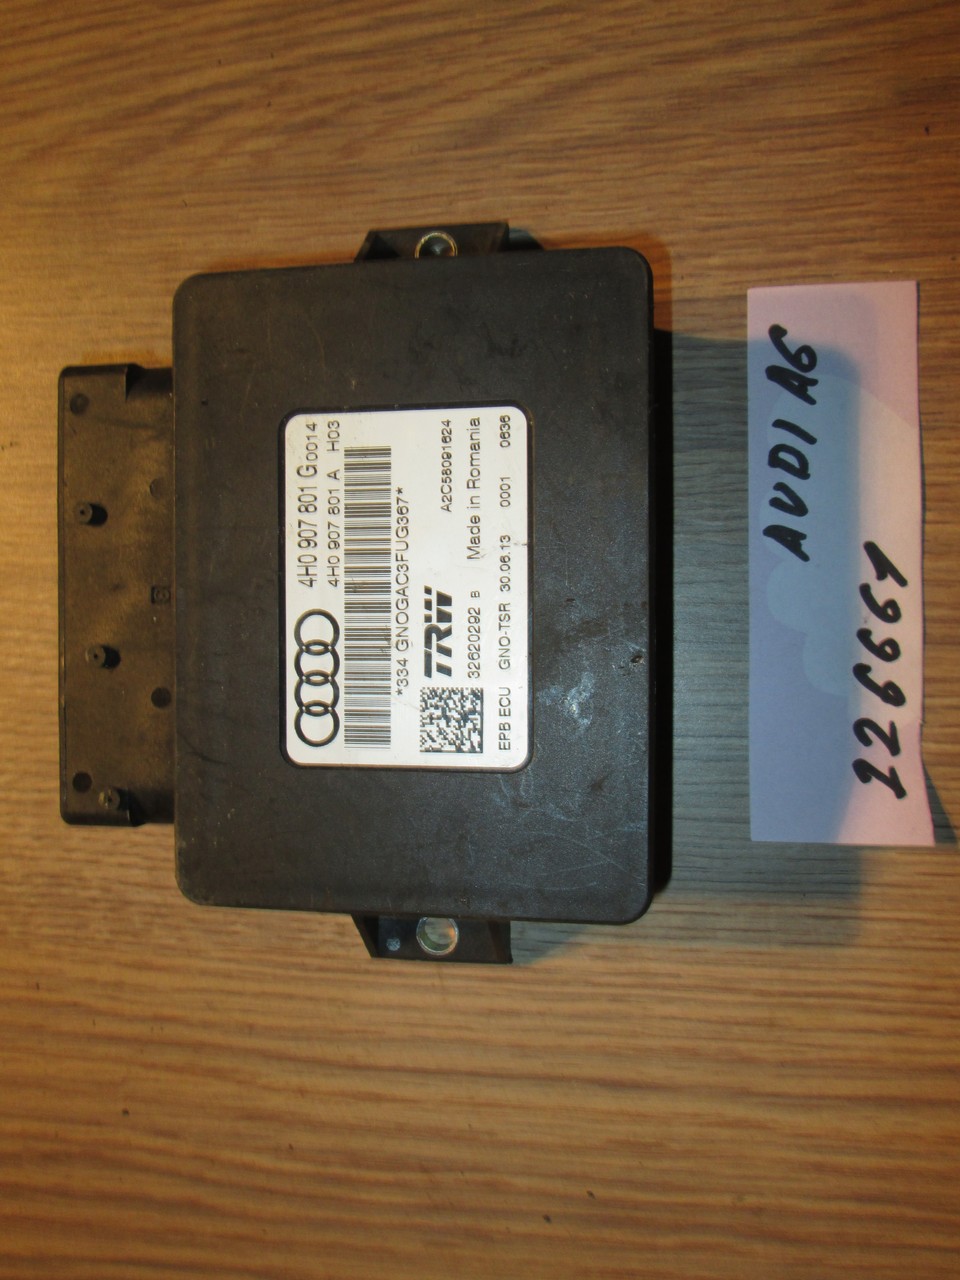 4H0 907 801 G 0014
4H0 907 801 A H03
*334 GNOGAC3FUG367*
TRW
A2C58091624
32620292 B Made in Romania
EPB ECU GNO-TSR 30.06.13 0001 0636
AUDI A6
226661